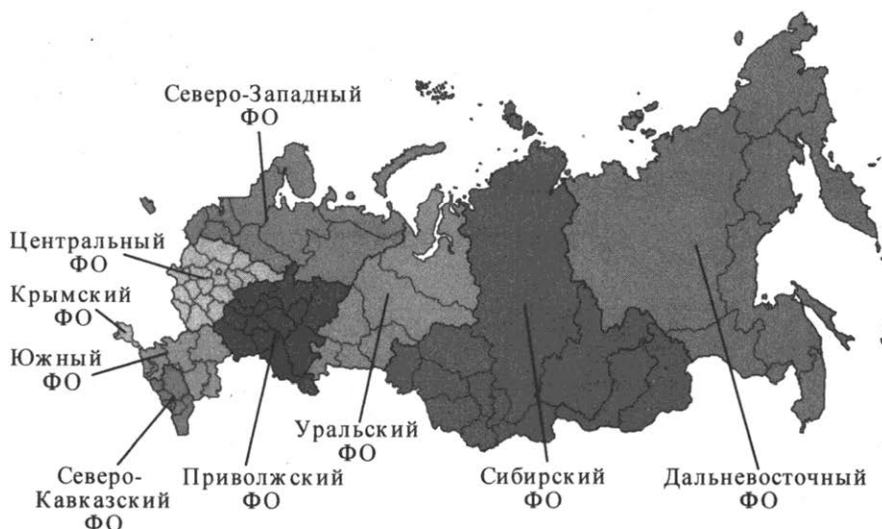 Северо-Западный
ФО
Центральный
ФО
Крымский
ФО
Южный
ФО
Северо-
Кавказский
ФО
Приволжский
ФО
Уральский
ФО
Сибирский
ФО
Дальневосточный
ФО